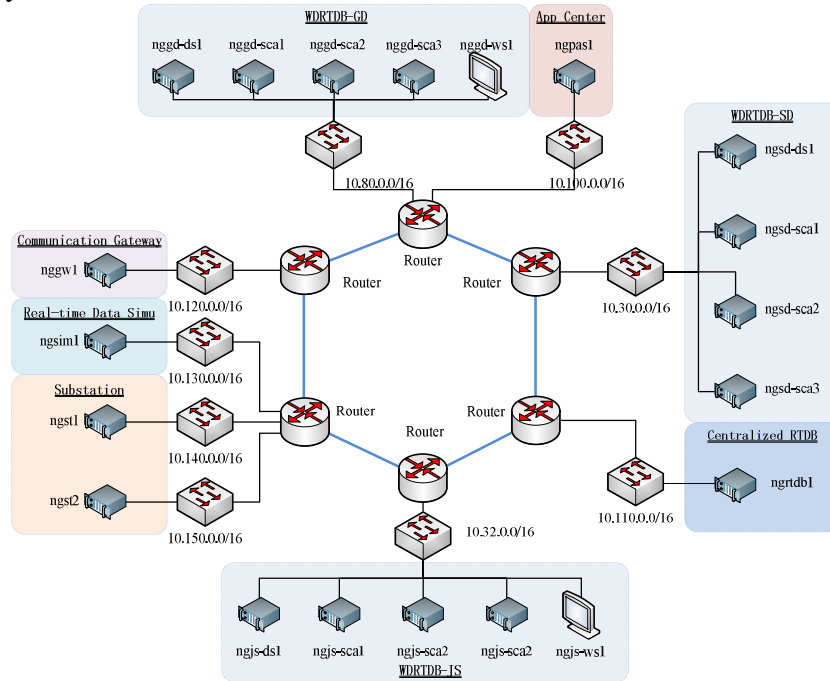 y
WDRTDB-GD
App Center
nggd-ds1 nggd-sca1 nggd-sca2 nggd-sca3 nggd-ws1
ngpas1
WDRTDB-SD
ngsd-ds1
10.80.0.0/16
10.100.0.0/16
Communication Gateway
nggw1
Router
Router
Router
ngsd-sca1
10.120.0.0/16
10.30.0.0/16
Real-time Data Simu
ngsim1
ngsd-sca2
10.130.0.0/16
Substation
ngst1
Router
Router
Router
ngsd-sca3
10.140.0.0/16
Centralized RTDB
ngst2
ngrtdb1
10.150.0.0/16
10.32.0.0/16
10.110.0.0/16
ngjs-ds1 ngjs-sca1 ngjs-sca2 ngjs-sca2 ngjs-ws1
WDRTDB-JS